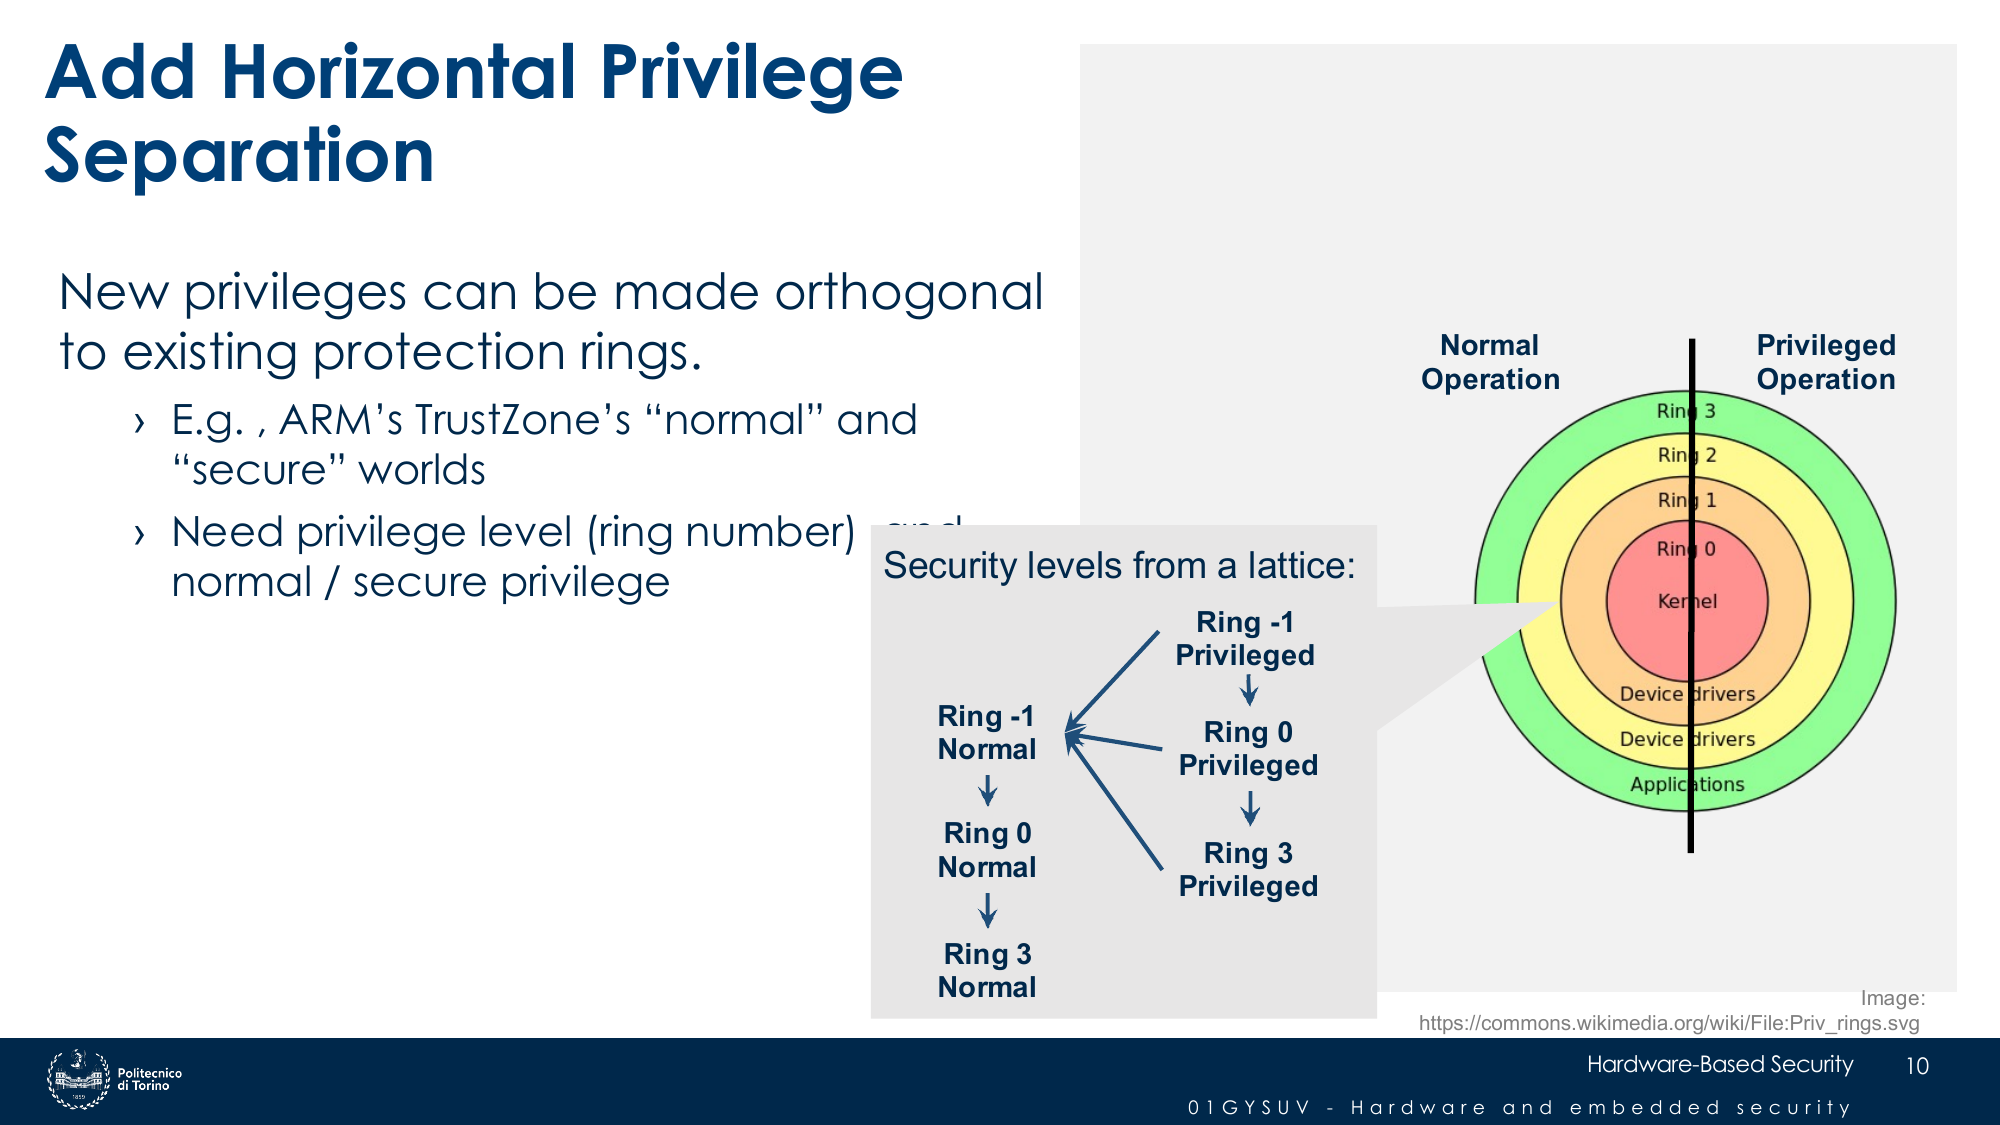 Add Horizontal Privilege
Separation
New privileges can be made orthogonal
to existing protection rings.
› E.g. , ARM’s TrustZone’s “normal” and
“secure” worlds
› Need privilege level (ring number) and
normal / secure privilege
Security levels from a lattice:
Ring -1
Privileged
Ring -1
Normal
Ring 0
Privileged
Ring 0
Normal
Ring 3
Privileged
Ring 3
Normal
Normal
Operation
Privileged
Operation
Ring 3
Ring 2
Ring 1
Ring 0
Kernel
Device drivers
Device drivers
Applications
Image:
https://commons.wikimedia.org/wiki/File:Priv_rings.svg
Politecnico
di Torino
1859
Hardware-Based Security 10
01GYSUV - Hardware and embedded security